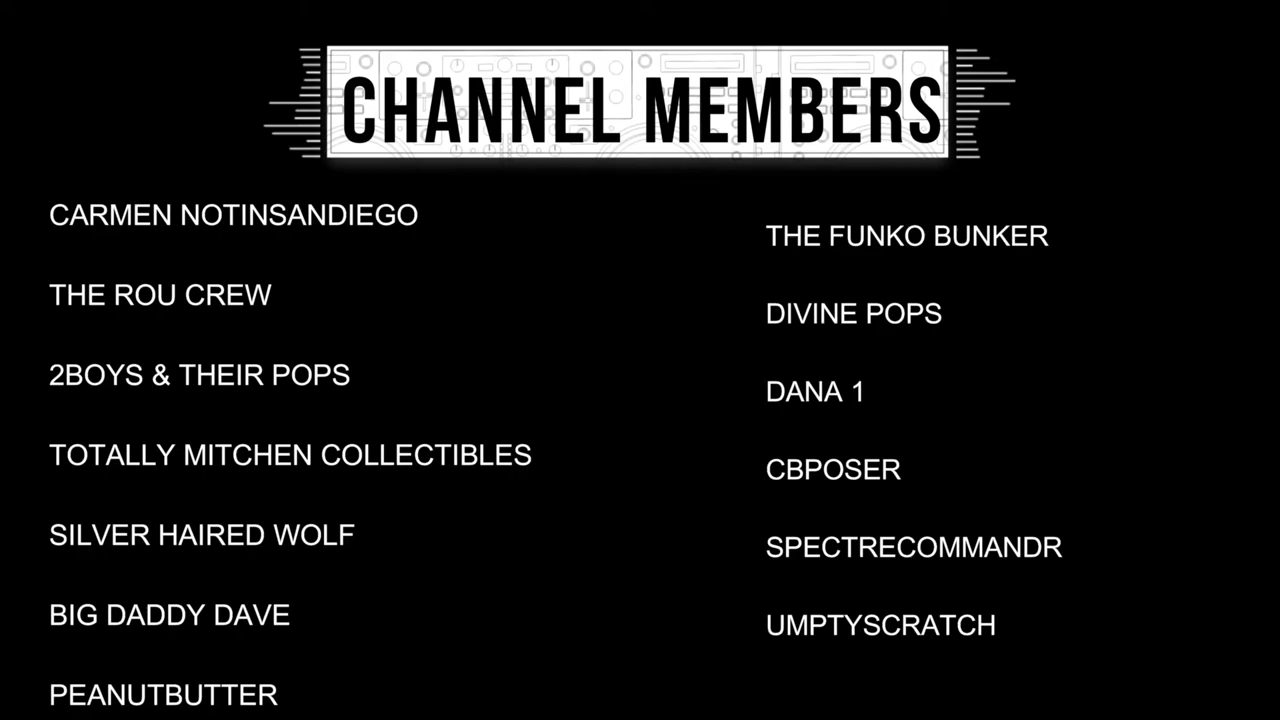 CHANNEL MEMBERS
CARMEN NOTINSANDIEGO
THE ROU CREW
2BOYS & THEIR POPS
TOTALLY MITCHEN COLLECTIBLES
SILVER HAIRED WOLF
BIG DADDY DAVE
PEANUTBUTTER
THE FUNKO BUNKER
DIVINE POPS
DANA 1
CBPOSER
SPECTRECOMMANDR
UMPTYSCRATCH